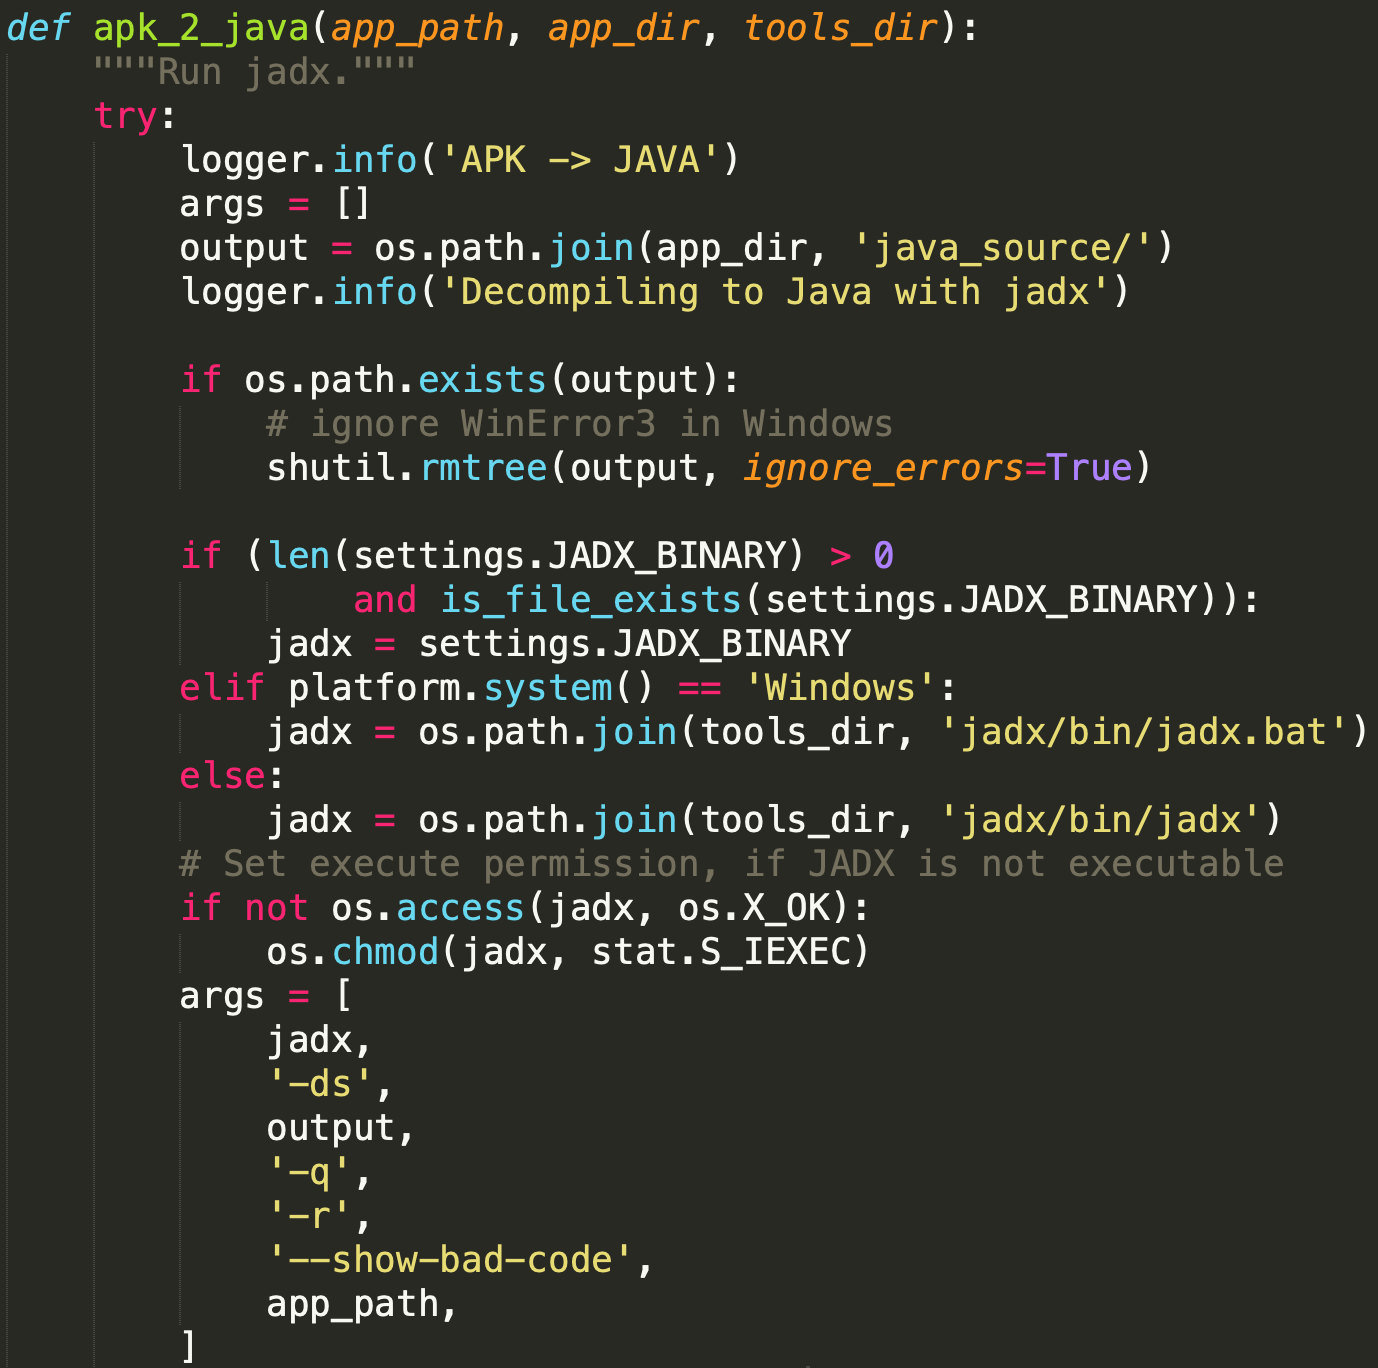 def apk_2_java(app_path, app_dir, tools_dir):
    """Run jadx."""
    try:
        logger.info('APK -> JAVA')
        args = []
        output = os.path.join(app_dir, 'java_source/')
        logger.info('Decompiling to Java with jadx')

        if os.path.exists(output):
            # ignore WinError3 in Windows
            shutil.rmtree(output, ignore_errors=True)

        if (len(settings.JADX_BINARY) > 0
                and is_file_exists(settings.JADX_BINARY)):
            jadx = settings.JADX_BINARY
        elif platform.system() == 'Windows':
            jadx = os.path.join(tools_dir, 'jadx/bin/jadx.bat')
        else:
            jadx = os.path.join(tools_dir, 'jadx/bin/jadx')
        # Set execute permission, if JADX is not executable
        if not os.access(jadx, os.X_OK):
            os.chmod(jadx, stat.S_IEXEC)
        args = [
            jadx,
            '-ds',
            output,
            '-q',
            '-r',
            '--show-bad-code',
            app_path,
        ]